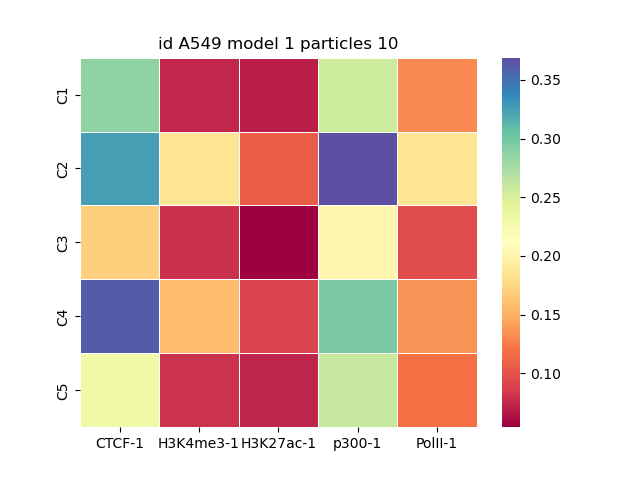 id A549 model 1 particles 10
C1
C2
C3
C4
C5
CTCF-1 H3K4me3-1 H3K27ac-1 p300-1 PolII-1
0.35
0.30
0.25
0.20
0.15
0.10